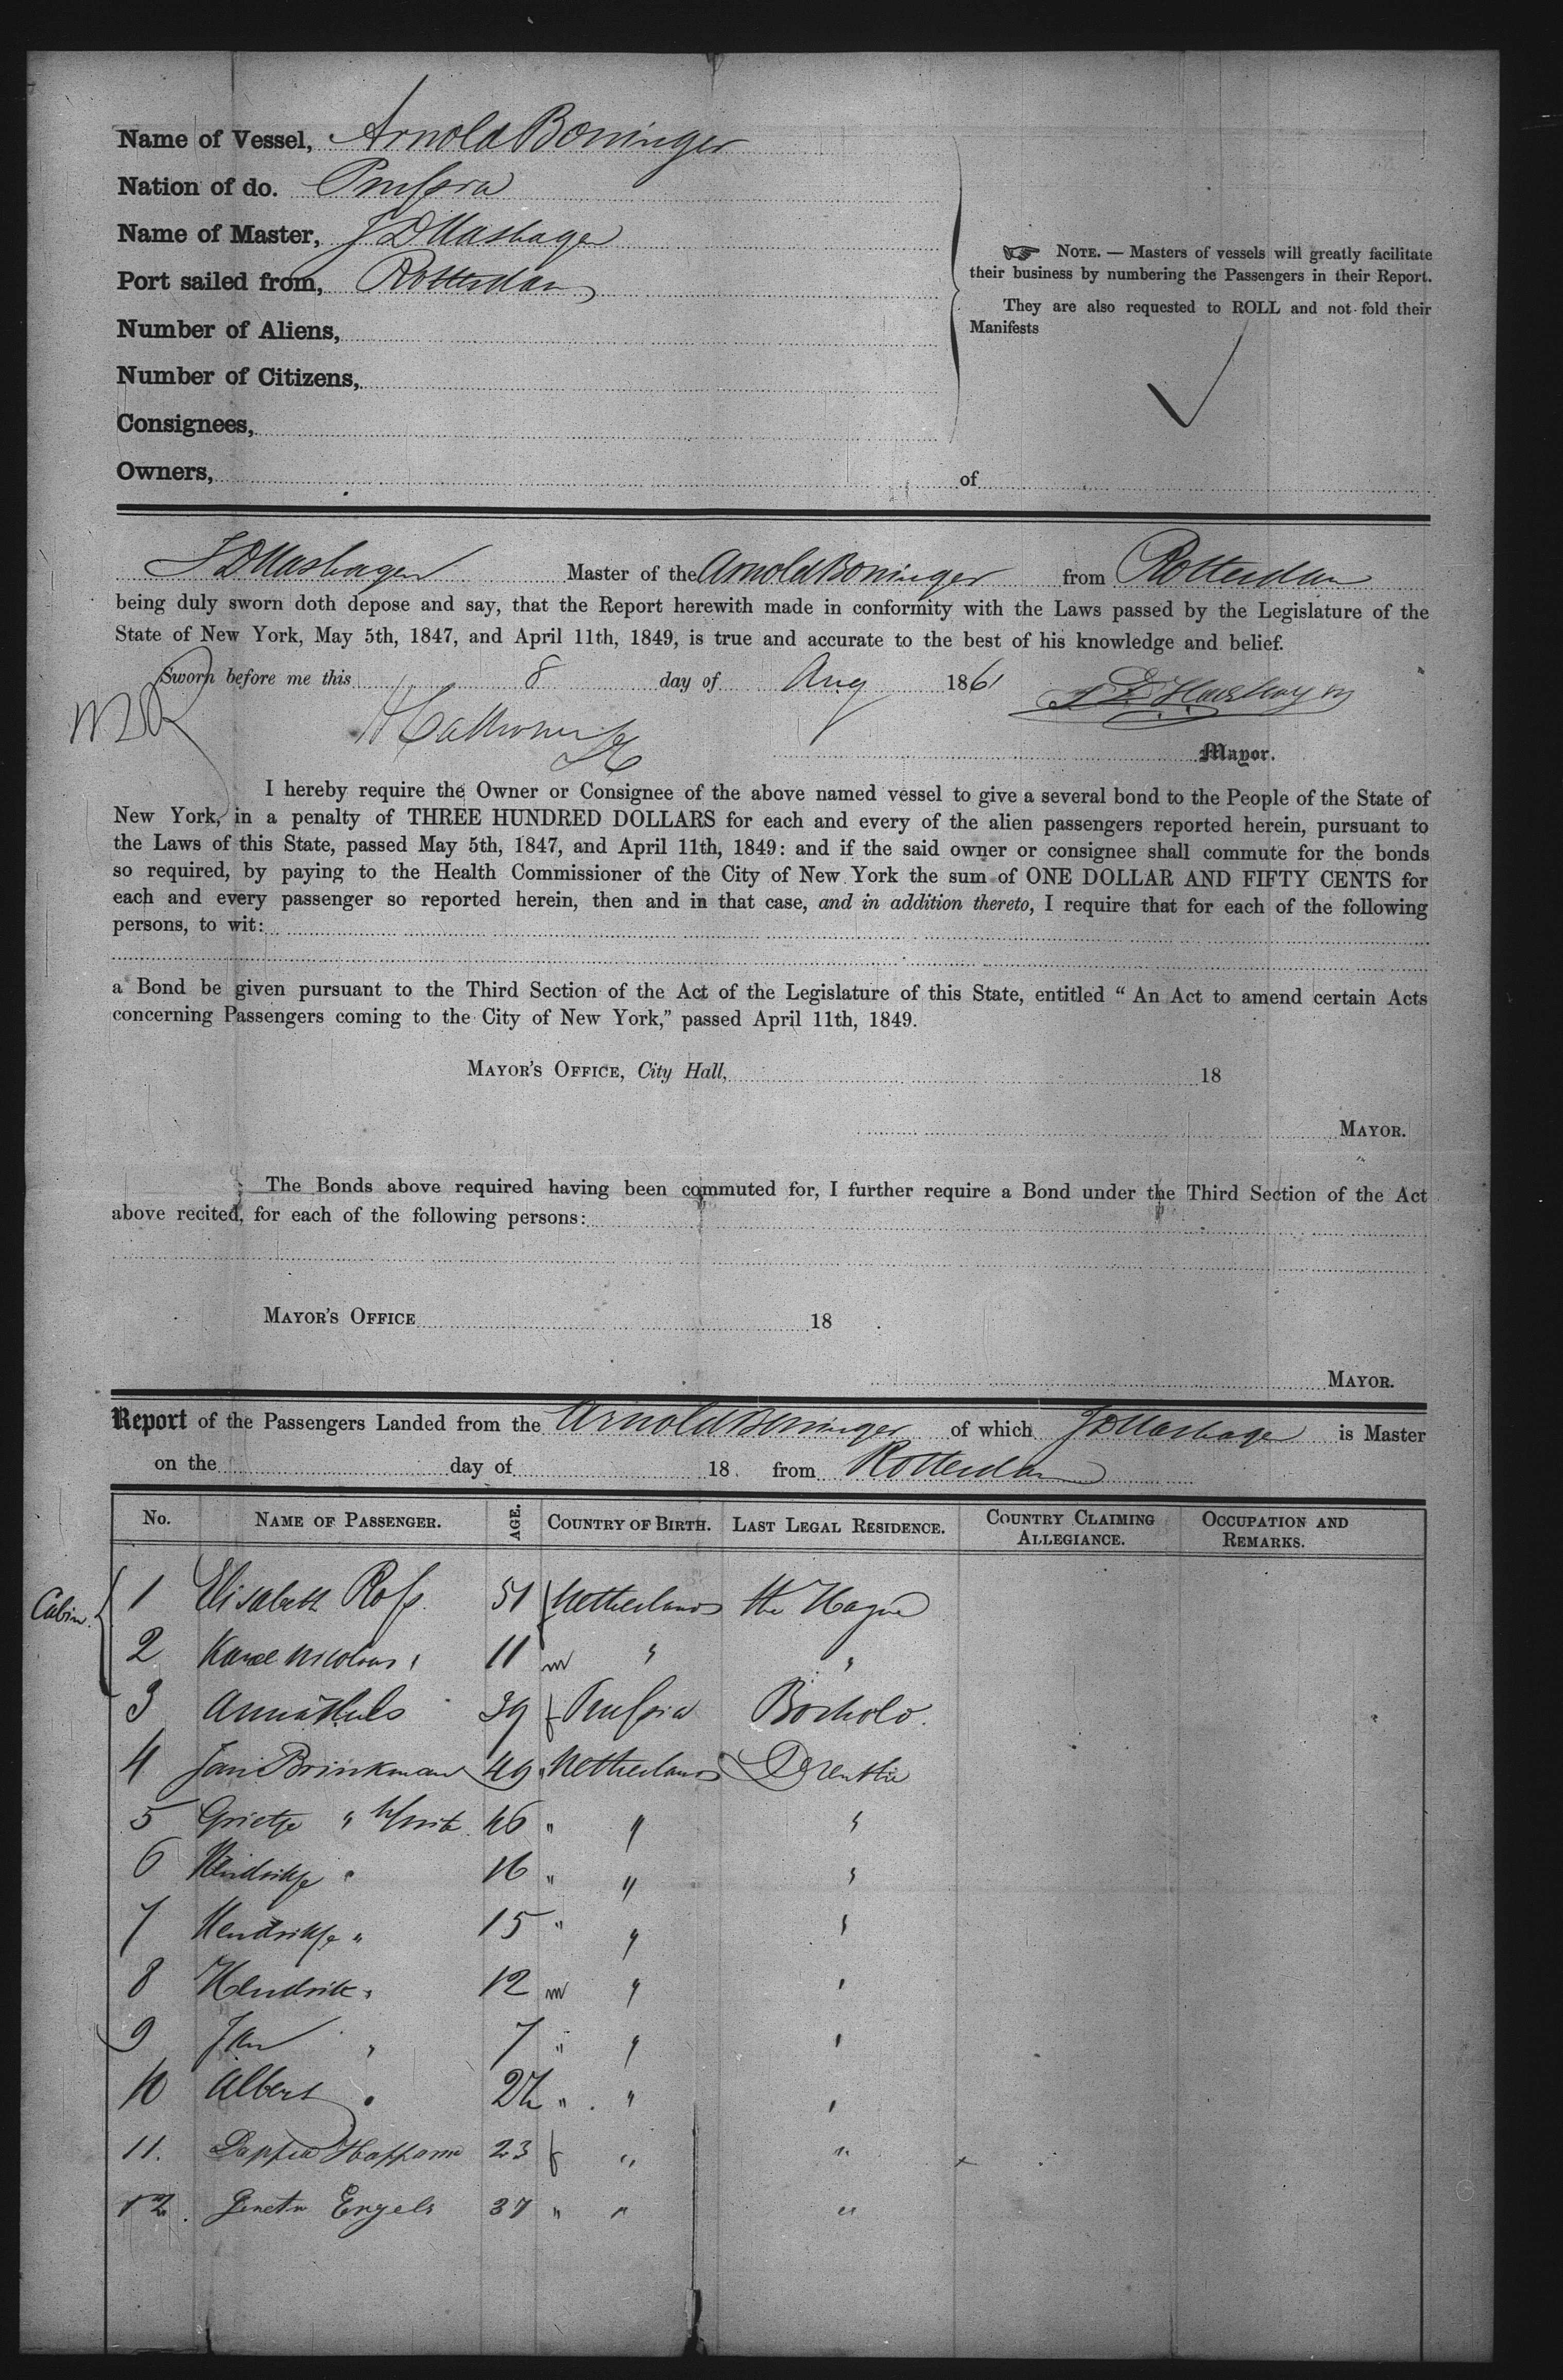 Name of Vessel, Arnold Boninger
Nation of do. Prussia
Name of Master, J D Mashager
Port sailed from, Rotterdam
Number of Aliens,
Number of Citizens,
Consignees,
Owners, of
☞ NOTE. — Masters of vessels will greatly facilitate
their business by numbering the Passengers in their Report.
They are also requested to ROLL and not fold their
Manifests
J D Mashager Master of the Arnold Boninger from Rotterdam
being duly sworn doth depose and say, that the Report herewith made in conformity with the Laws passed by the Legislature of the
State of New York, May 5th, 1847, and April 11th, 1849, is true and accurate to the best of his knowledge and belief.
Sworn before me this 8 day of Aug 1861
Mayor.
I hereby require the Owner or Consignee of the above named vessel to give a several bond to the People of the State of
New York, in a penalty of THREE HUNDRED DOLLARS for each and every of the alien passengers reported herein, pursuant to
the Laws of this State, passed May 5th, 1847, and April 11th, 1849: and if the said owner or consignee shall commute for the bonds
so required, by paying to the Health Commissioner of the City of New York the sum of ONE DOLLAR AND FIFTY CENTS for
each and every passenger so reported herein, then and in that case, and in addition thereto, I require that for each of the following
persons, to wit:
a Bond be given pursuant to the Third Section of the Act of the Legislature of this State, entitled “ An Act to amend certain Acts
concerning Passengers coming to the City of New York,” passed April 11th, 1849.
MAYOR'S OFFICE, City Hall, 18
MAYOR.
The Bonds above required having been commuted for, I further require a Bond under the Third Section of the Act
above recited, for each of the following persons:
MAYOR'S OFFICE 18
MAYOR.
Report of the Passengers Landed from the Arnold Boninger of which J D Mashager is Master
on the day of 18 from Rotterdam
No. NAME OF PASSENGER. AGE. COUNTRY OF BIRTH. LAST LEGAL RESIDENCE. COUNTRY CLAIMING ALLEGIANCE. OCCUPATION AND REMARKS.
Cabin 1 Elisabeth Ross 51 f Netherlands the Hague
2 Karel Nicolaus " 11 m " "
3 Anna Huls 39 f Prussia Bocholo.
4 Jan Brinkman 49 " Netherlands Drenthe
5 Grietje " 46 " " "
6 Hendrikje " 16 " " "
7 Hendrikje " 15 " " "
8 Hendrik " 12 m " "
9 Jan " 7 " " "
10 Albert " " " "
11. 23 f " "
12. Engels 37 " " "